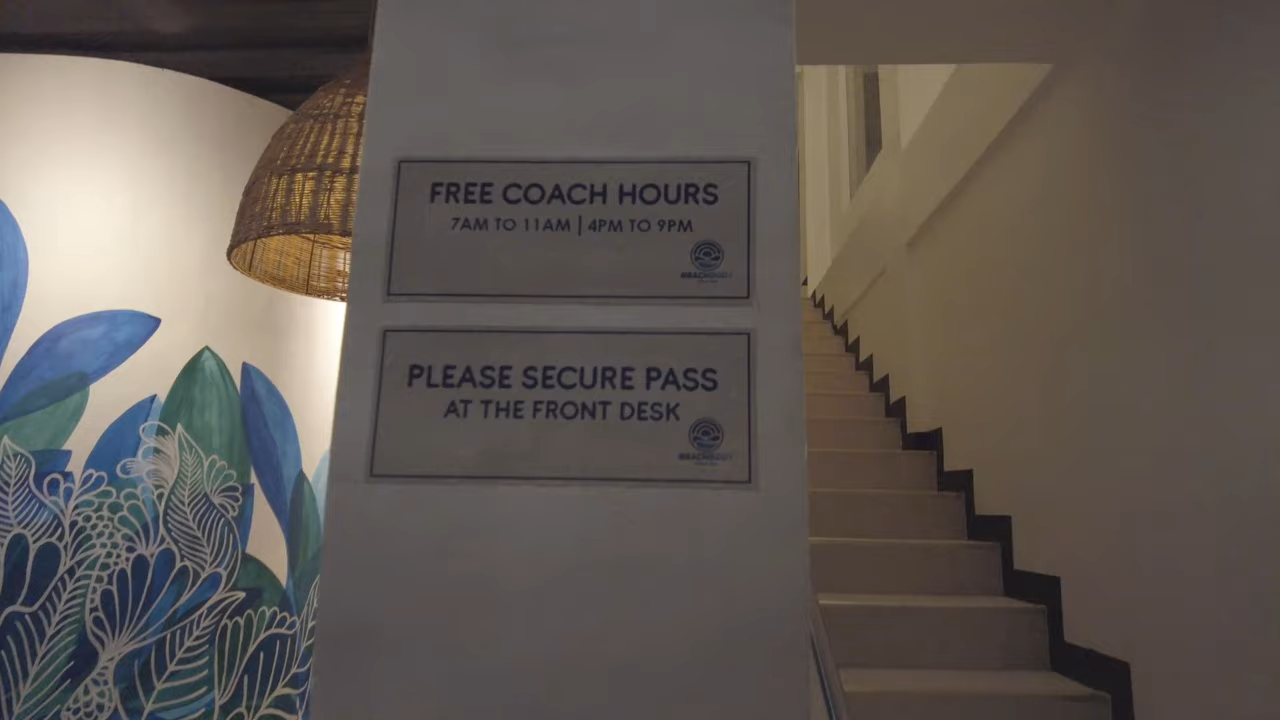 FREE COACH HOURS
7AM TO 11AM | 4PM TO 9PM
PLEASE SECURE PASS
AT THE FRONT DESK